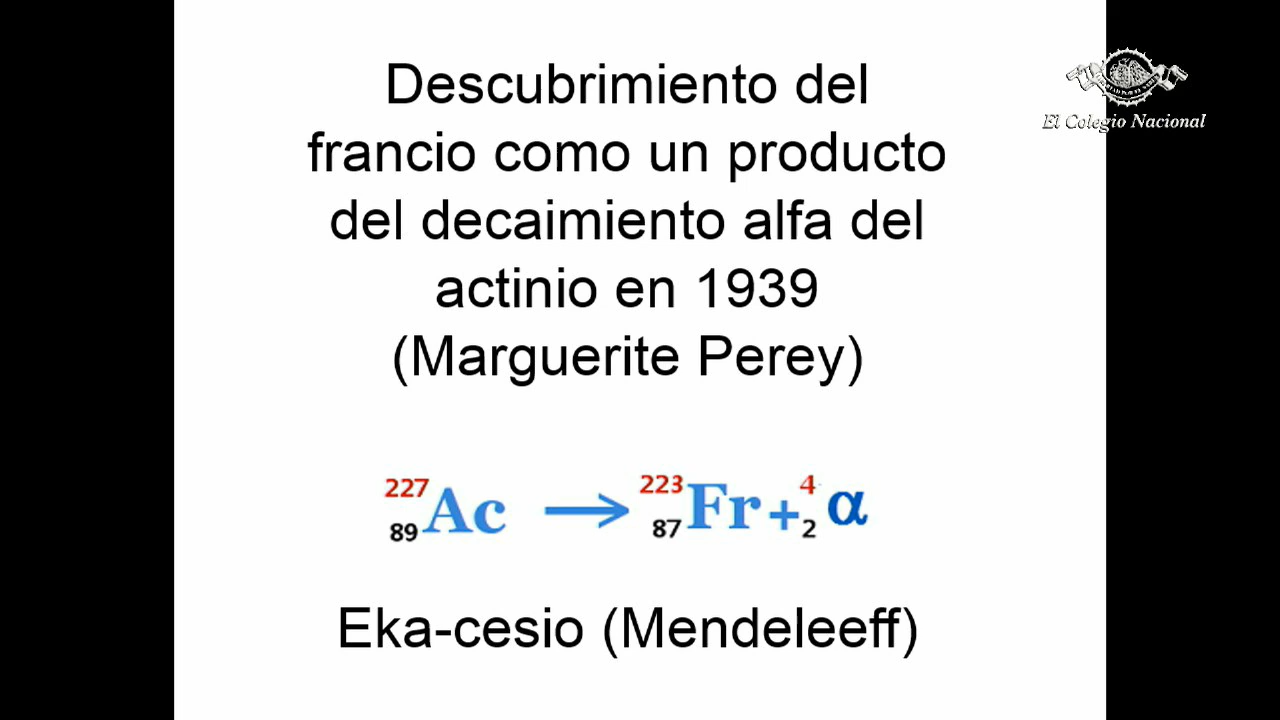 Descubrimiento del
francio como un producto
del decaimiento alfa del
actinio en 1939
(Marguerite Perey)
227 89 Ac → 223 87 Fr + 4 2 α
Eka-cesio (Mendeleeff)
El Colegio Nacional